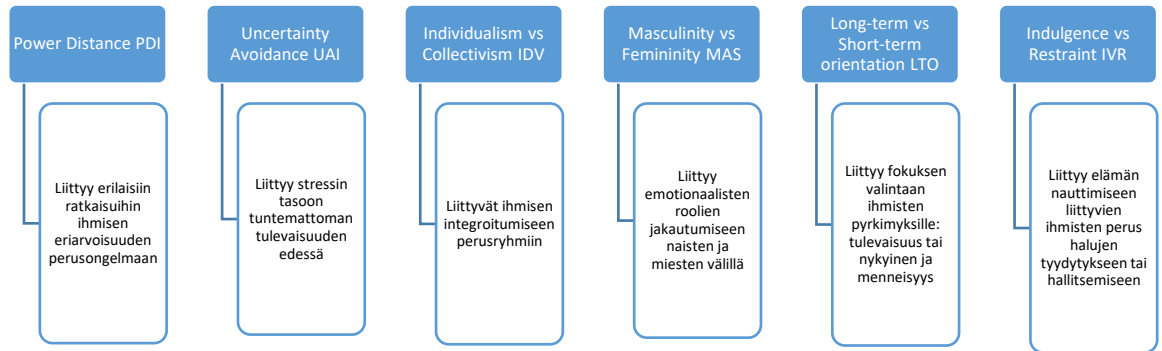 Power Distance PDI
Liittyy erilaisiin
ratkaisuihin
ihmisen
eriarvoisuuden
perusongelmaan
Uncertainty
Avoidance UAI
Liittyy stressin
tasoon
tuntemattoman
tulevaisuuden
edessä
Individualism vs
Collectivism IDV
Liittyvät ihmisen
integroitumiseen
perusryhmiin
Masculinity vs
Femininity MAS
Liittyy
emotionaalisten
roolien
jakautumiseen
naisten ja
miesten välillä
Long-term vs
Short-term
orientation LTO
Liittyy fokuksen
valintaan
ihmisten
pyrkimyksille:
tulevaisuus tai
nykyinen ja
menneisyys
Indulgence vs
Restraint IVR
Liittyy elämän
nauttimiseen
liittyvien
ihmisten perus
halujen
tyydytykseen tai
hallitsemiseen